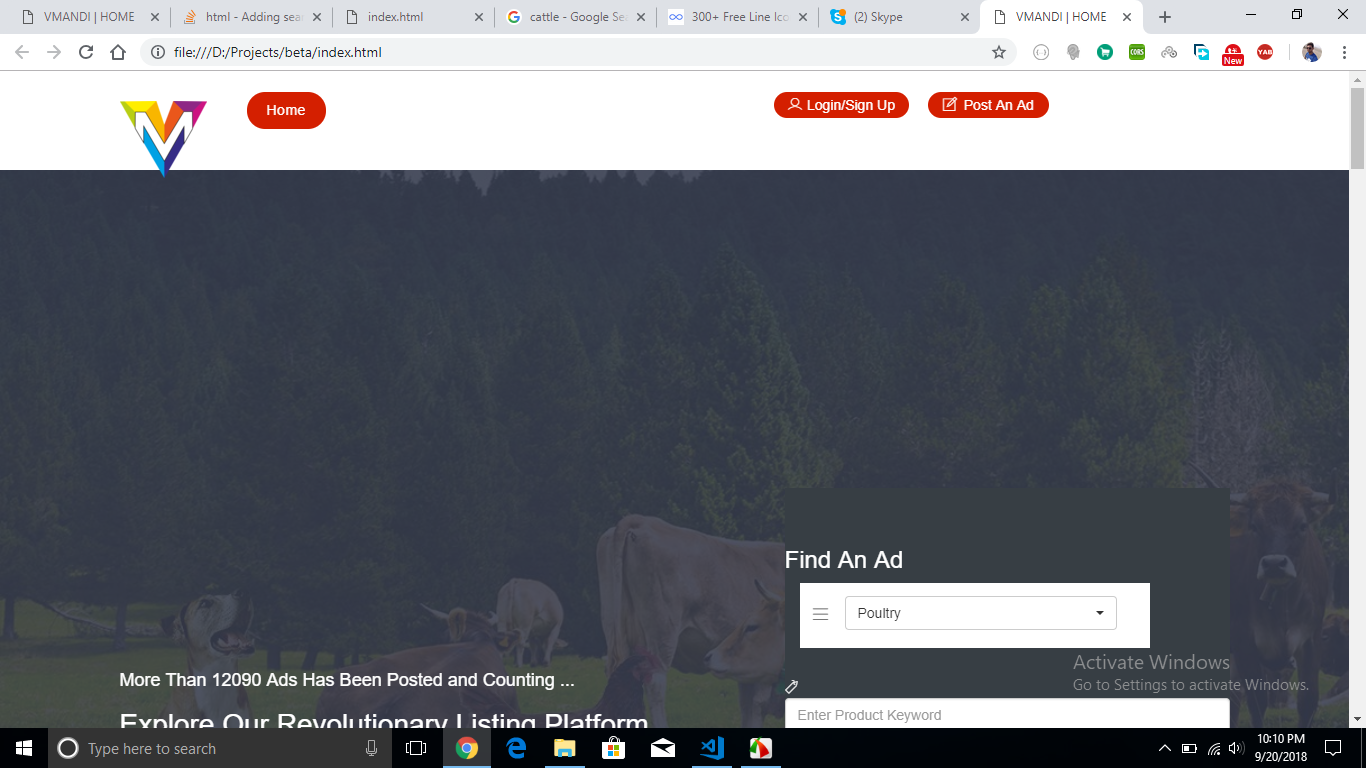 VMANDI | HOME
html - Adding sea
index.html
cattle - Google Se
300+ Free Line Ico
(2) Skype
VMANDI | HOME
file:///D:/Projects/beta/index.html
CORS
New
YAB
Home
Login/Sign Up
Post An Ad
Find An Ad
Poultry
More Than 12090 Ads Has Been Posted and Counting ...
Activate Windows
Go to Settings to activate Windows.
Explore Our Revolutionary Listing Platform
Enter Product Keyword
Type here to search
10:10 PM
9/20/2018